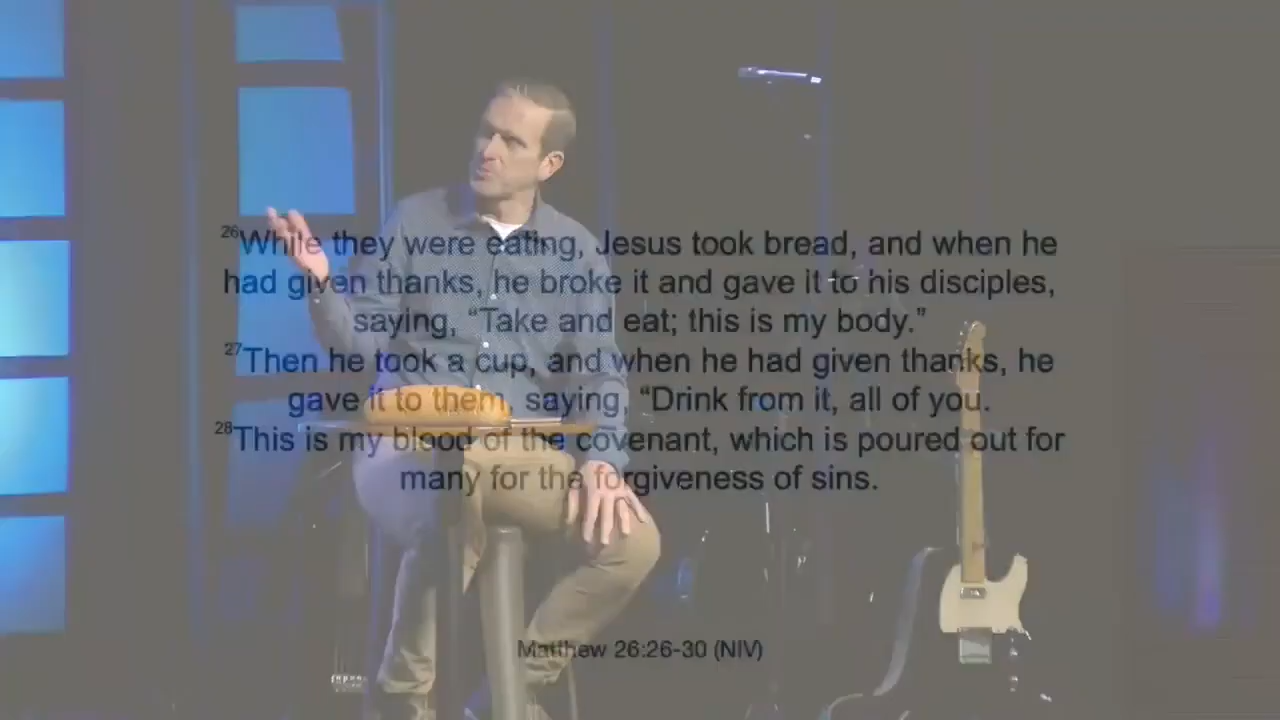 26While they were eating, Jesus took bread, and when he
had given thanks, he broke it and gave it to his disciples,
saying, “Take and eat; this is my body.”
27Then he took a cup, and when he had given thanks, he
gave it to them, saying, “Drink from it, all of you.
28This is my blood of the covenant, which is poured out for
many for the forgiveness of sins.
Matthew 26:26-30 (NIV)